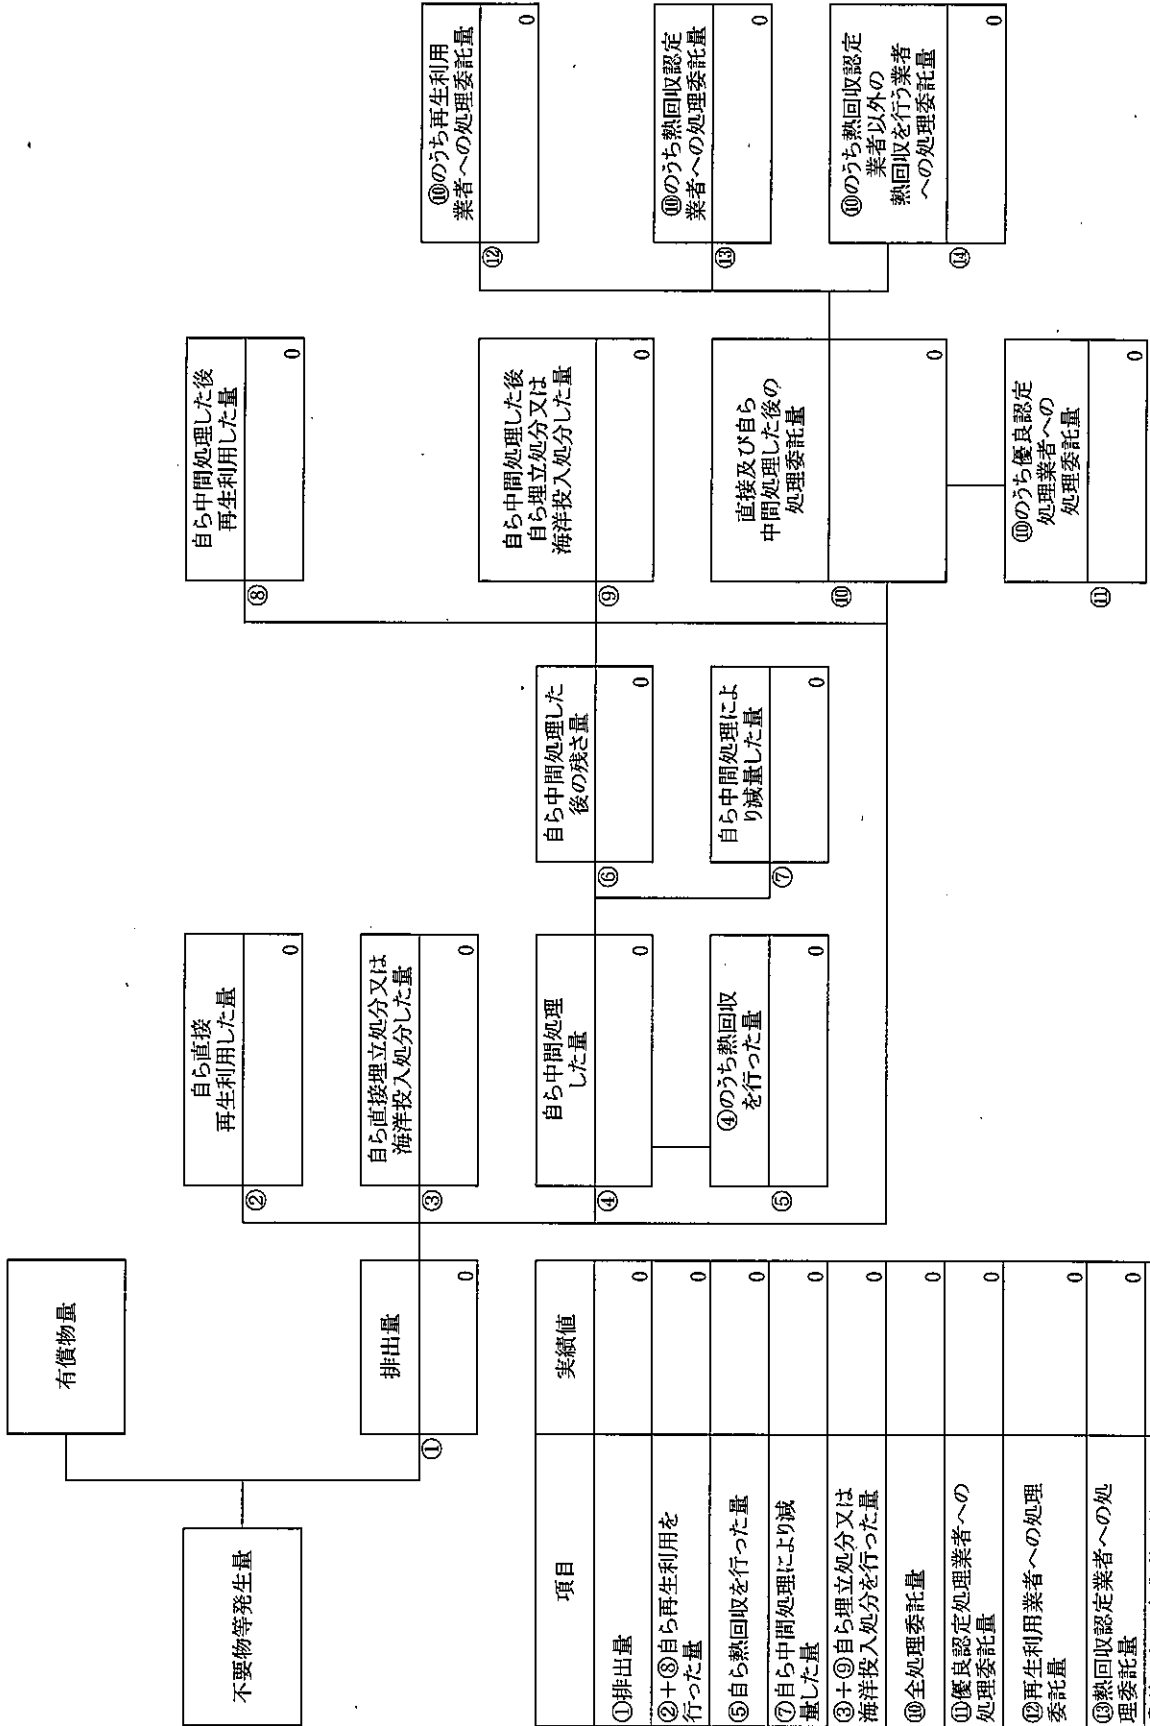 不要物等発生量
有償物量
①
排出量
0
②
自ら直接
再生利用した量
0
③
自ら直接埋立処分又は
海洋投入処分した量
0
④
自ら中間処理
した量
0
⑤
④のうち熱回収
を行った量
0
⑥
自ら中間処理した
後の残さ量
0
⑦
自ら中間処理によ
り減量した量
0
⑧
自ら中間処理した後
再生利用した量
0
⑨
自ら中間処理した後
自ら埋立処分又は
海洋投入処分した量
0
⑩
直接及び自ら
中間処理した後の
処理委託量
0
⑪
⑩のうち優良認定
処理業者への
処理委託量
0
⑫
⑩のうち再生利用
業者への処理委託量
0
⑬
⑩のうち熱回収認定
業者への処理委託量
0
⑭
⑩のうち熱回収認定
業者以外の
熱回収を行う業者
への処理委託量
0
項目 実績値
①排出量 0
②+⑧自ら再生利用を
行った量 0
⑤自ら熱回収を行った量 0
⑦自ら中間処理により減
量した量 0
③+⑨自ら埋立処分又は
海洋投入処分を行った量 0
⑩全処理委託量 0
⑪優良認定処理業者への
処理委託量 0
⑫再生利用業者への処理
委託量 0
⑬熱回収認定業者への処
理委託量 0